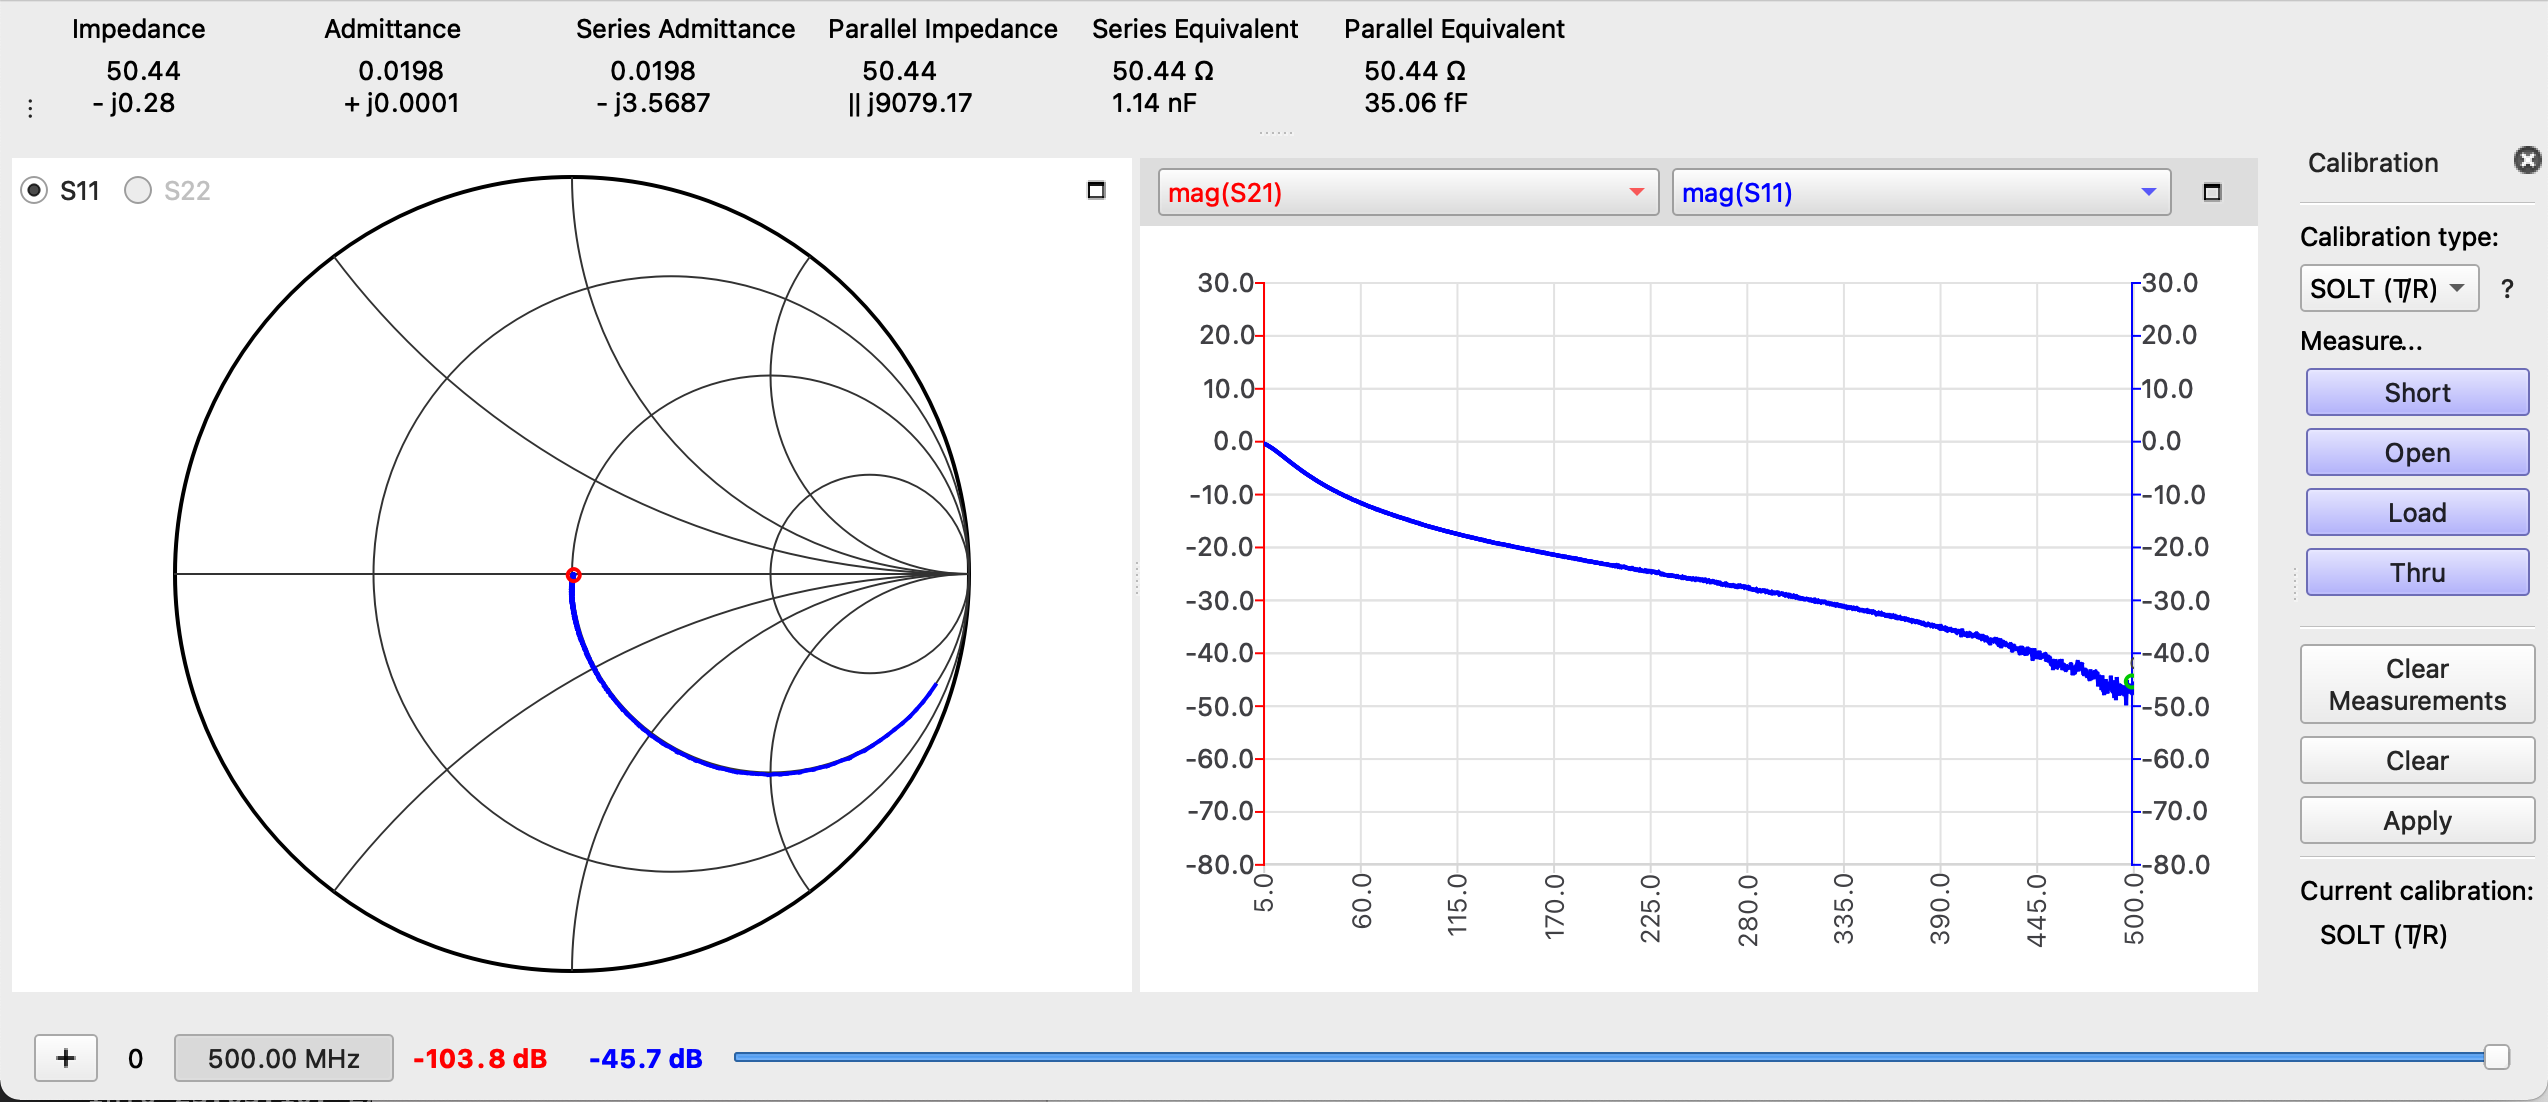 Impedance Admittance Series Admittance Parallel Impedance Series Equivalent Parallel Equivalent
50.44 0.0198 0.0198 50.44 50.44 Ω 50.44 Ω
- j0.28 + j0.0001 - j3.5687 || j9079.17 1.14 nF 35.06 fF
S11 S22
mag(S21) mag(S11)
30.0 30.0
20.0 20.0
10.0 10.0
0.0 0.0
-10.0 -10.0
-20.0 -20.0
-30.0 -30.0
-40.0 -40.0
-50.0 -50.0
-60.0 -60.0
-70.0 -70.0
-80.0 -80.0
5.0 60.0 115.0 170.0 225.0 280.0 335.0 390.0 445.0 500.0
Calibration
Calibration type:
SOLT (T/R) ?
Measure...
Short
Open
Load
Thru
Clear
Measurements
Clear
Apply
Current calibration:
SOLT (T/R)
+ 0 500.00 MHz -103.8 dB -45.7 dB